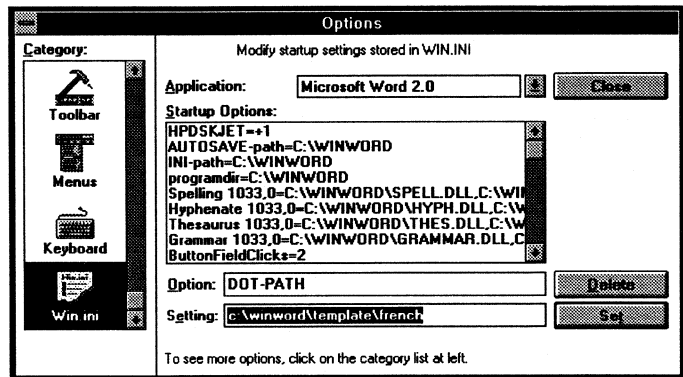 Options
Category:
Toolbar
Menus
Keyboard
Win.ini
Modify startup settings stored in WIN.INI
Application: Microsoft Word 2.0 Close
Startup Options:
HPDSKJET=+1
AUTOSAVE-path=C:\WINWORD
INI-path=C:\WINWORD
programdir=C:\WINWORD
Spelling 1033,0=C:\WINWORD\SPELL.DLL,C:\WIN
Hyphenate 1033,0=C:\WINWORD\HYPH.DLL,C:\W
Thesaurus 1033,0=C:\WINWORD\THES.DLL,C:\W
Grammar 1033,0=C:\WINWORD\GRAMMAR.DLL,C
ButtonFieldClicks=2
Option: DOT-PATH Delete
Setting: c:\winword\template\french Set
To see more options, click on the category list at left.